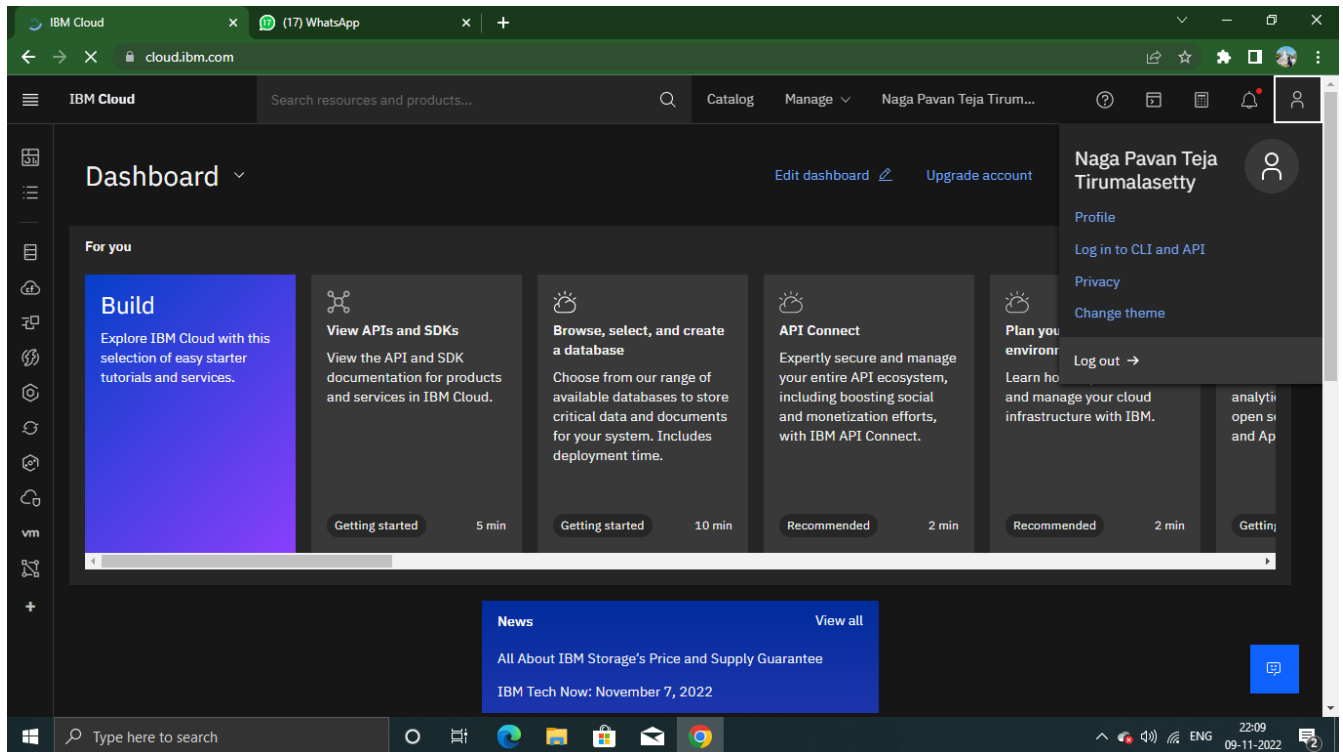 IBM Cloud
(17) WhatsApp
cloud.ibm.com
IBM Cloud
Search resources and products...
Catalog
Manage
Naga Pavan Teja Tirum...
Dashboard
Edit dashboard
Upgrade account
Naga Pavan Teja
Tirumalasetty
Profile
Log in to CLI and API
Privacy
Change theme
Log out →
For you
Build
Explore IBM Cloud with this
selection of easy starter
tutorials and services.
View APIs and SDKs
View the API and SDK
documentation for products
and services in IBM Cloud.
Getting started
5 min
Browse, select, and create
a database
Choose from our range of
available databases to store
critical data and documents
for your system. Includes
deployment time.
Getting started
10 min
API Connect
Expertly secure and manage
your entire API ecosystem,
including boosting social
and monetization efforts,
with IBM API Connect.
Recommended
2 min
Plan you
environr
Learn ho
and manage your cloud
infrastructure with IBM.
Recommended
2 min
analyti
open s
and Ap
Getting
vm
News
View all
All About IBM Storage's Price and Supply Guarantee
IBM Tech Now: November 7, 2022
Type here to search
ENG
22:09
09-11-2022
2